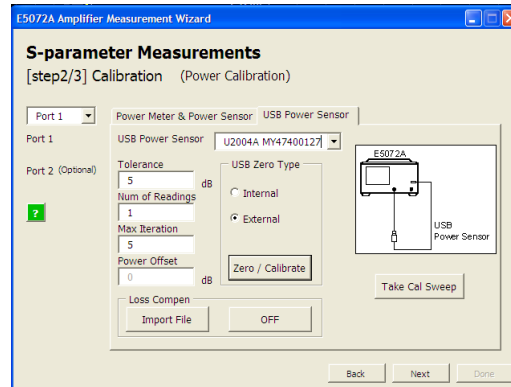 E5072A Amplifier Measurement Wizard
S-parameter Measurements
[step2/3] Calibration (Power Calibration)
Port 1
Power Meter & Power Sensor USB Power Sensor
Port 1
USB Power Sensor U2004A MY47400127
Port 2 (Optional)
Tolerance
5 dB
Num of Readings
1
Max Iteration
5
Power Offset
0 dB
USB Zero Type
Internal
External
Zero / Calibrate
E5072A
USB
Power Sensor
?
Take Cal Sweep
Loss Compen
Import File OFF
Back Next Done